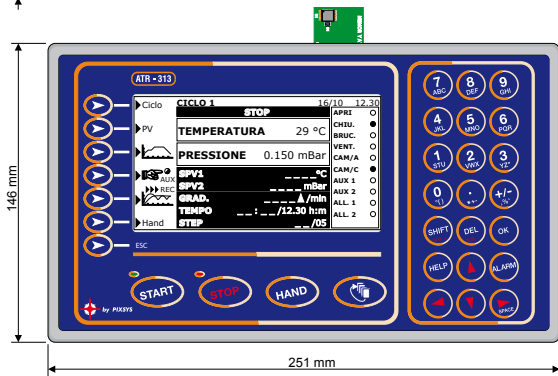 MEMORIA
ATR - 313
Ciclo
PV
AUX
REC
Hand
ESC
CICLO 1 16/10 12.30
STOP
TEMPERATURA 29 °C
PRESSIONE 0.150 mBar
SPV1 _ _ _ _°C
SPV2 _ _ _ _ mBar
GRAD. _ _ _ _ /min
TEMPO _ _ : _ _ /12.30 h:m
STEP _ _/05
APRI
CHIU.
BRUC.
VENT.
CAM/A
CAM/C
AUX 1
AUX 2
ALL. 1
ALL. 2
START
STOP
HAND
by PIXSYS
7 ABC
8 DEF
9 GHI
4 JKL
5 MNO
6 PQR
1 STU
2 VWX
3 YZ*
0 *( )
. *+-
+/- .%*
SHIFT
DEL
OK
HELP
ALARM
SPACE
146 mm
251 mm